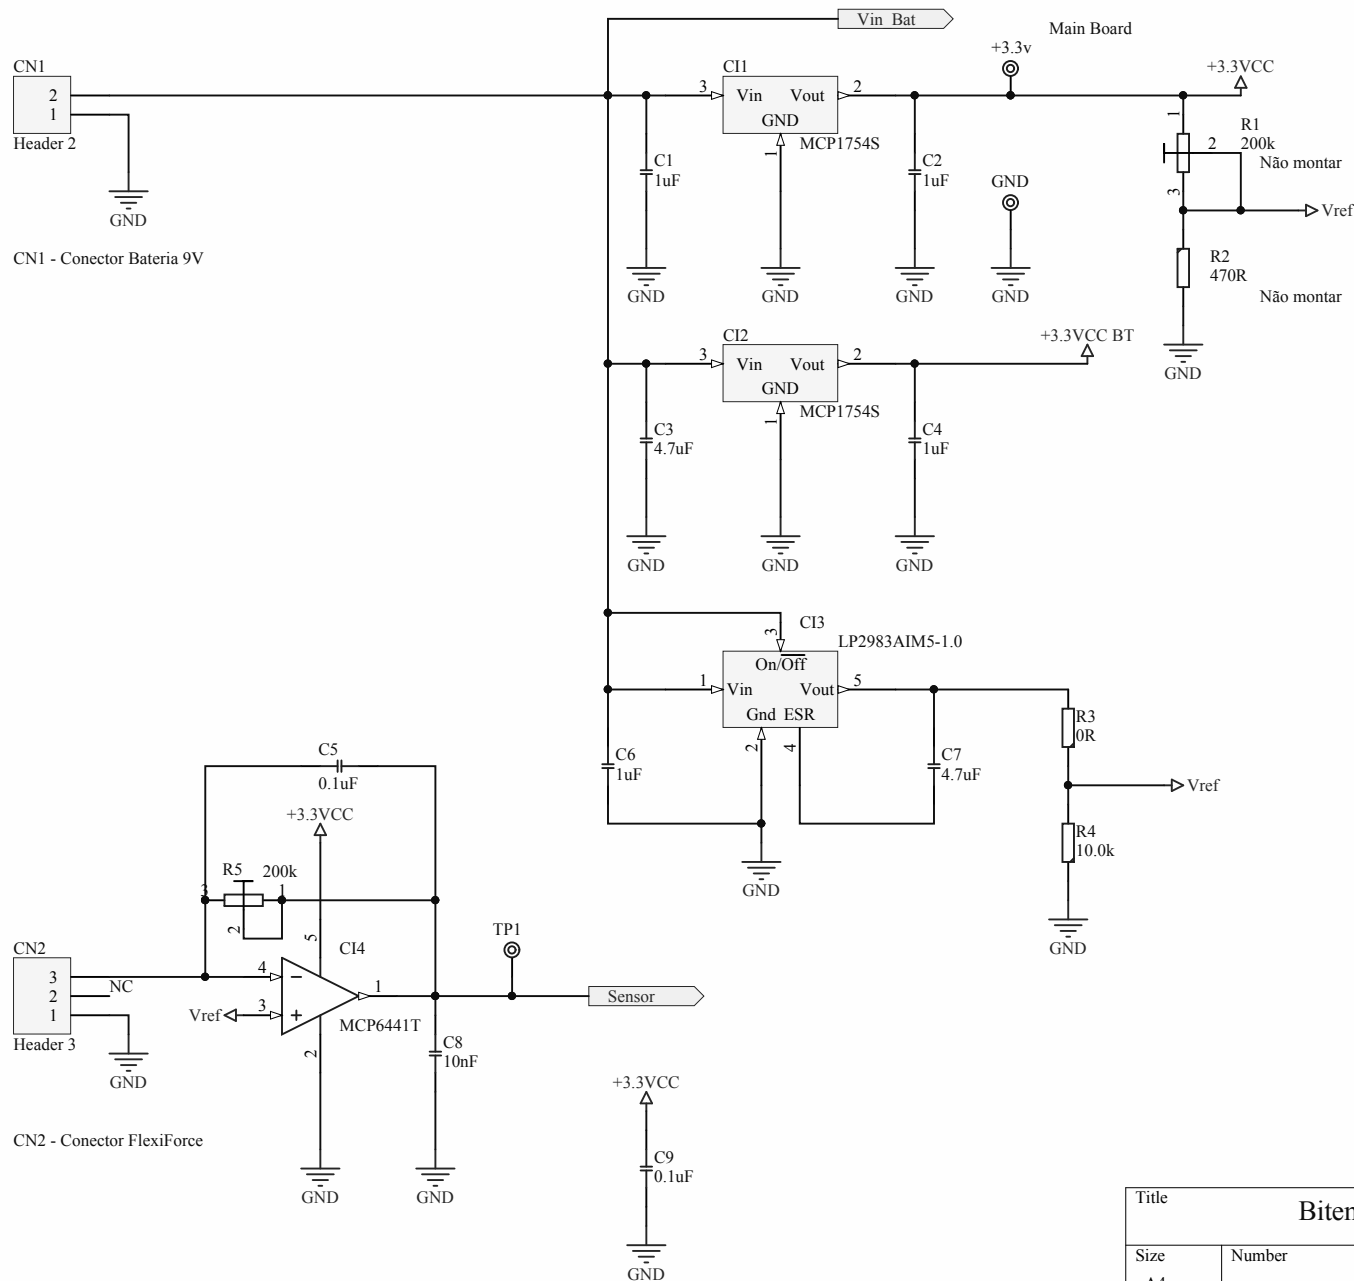 Vin Bat
Main Board
CN1
2
1
Header 2
GND
CN1 - Conector Bateria 9V
CI1
3
Vin
Vout
2
GND
1
MCP1754S
C1
1uF
GND
GND
C2
1uF
GND
+3.3v
GND
GND
+3.3VCC
1
R1
200k
2
Não montar
3
Vref
R2
470R
Não montar
GND
CI2
3
Vin
Vout
2
GND
1
MCP1754S
+3.3VCC BT
C3
4.7uF
GND
GND
C4
1uF
GND
CI3
LP2983AIM5-1.0
3
On/Off
1
Vin
Vout
5
Gnd ESR
2
4
C6
1uF
GND
C7
4.7uF
R3
0R
Vref
R4
10.0k
GND
C5
0.1uF
+3.3VCC
R5
200k
3
1
2
5
CI4
CN2
3
2
1
NC
Header 3
GND
4
3
Vref
1
MCP6441T
2
GND
TP1
Sensor
C8
10nF
GND
CN2 - Conector FlexiForce
+3.3VCC
C9
0.1uF
GND
Title
Size
Number